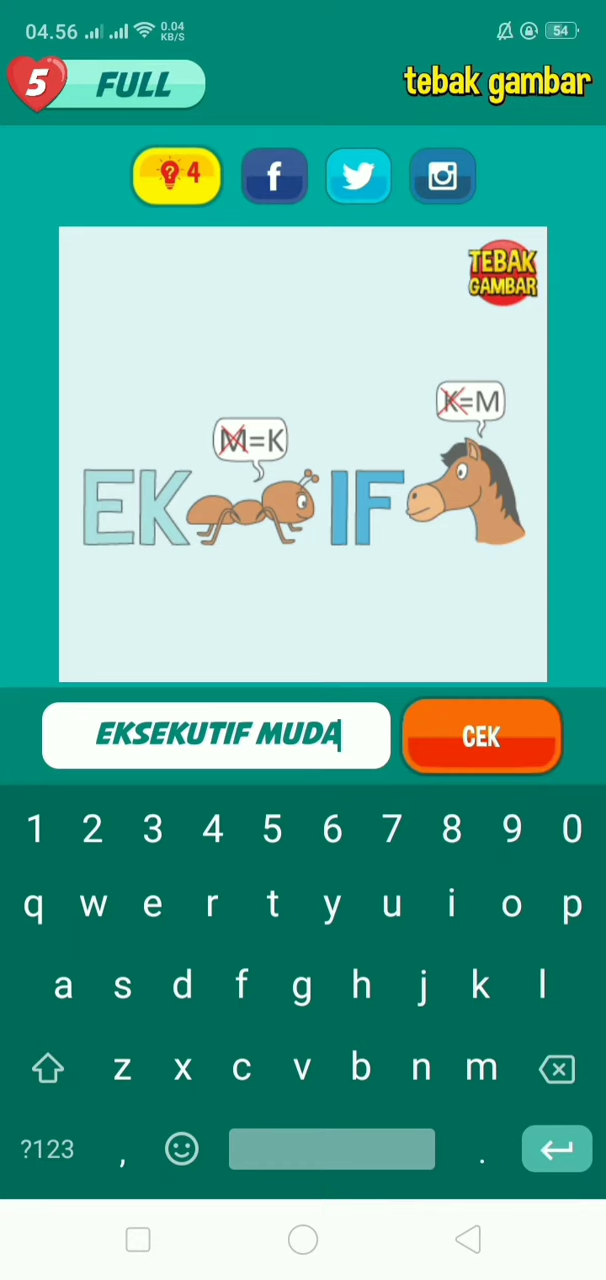 04.56 0.04 KB/S 54
5 FULL tebak gambar
? 4 f
TEBAK
GAMBAR
K=M
M=K
EK IF
EKSEKUTIF MUDA CEK
1 2 3 4 5 6 7 8 9 0
q w e r t y u i o p
a s d f g h j k l
z x c v b n m
?123 , .